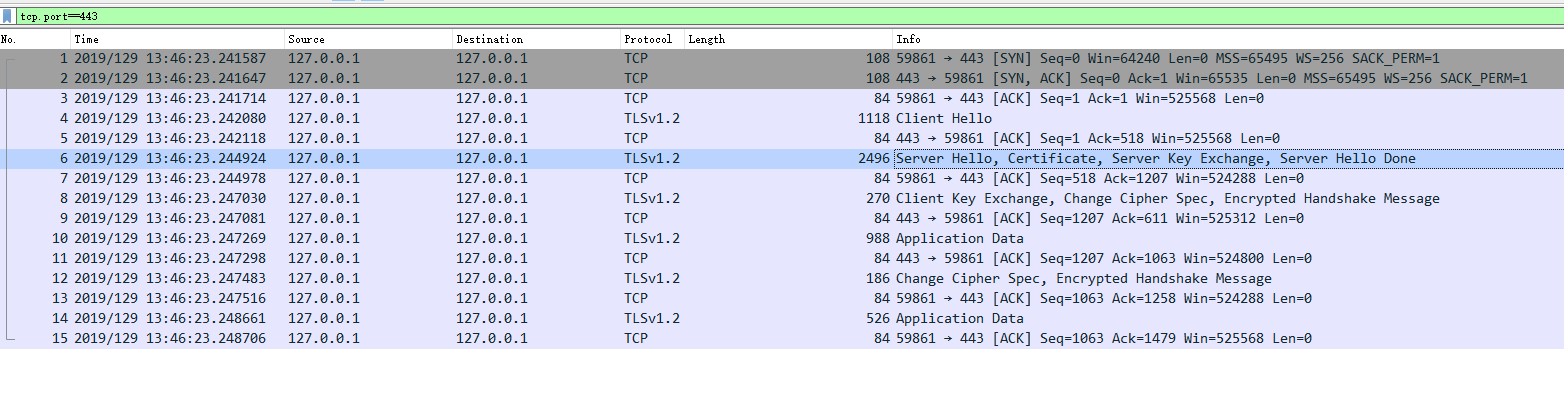 tcp.port==443
No. Time Source Destination Protocol Length Info
1 2019/129 13:46:23.241587 127.0.0.1 127.0.0.1 TCP 108 59861 → 443 [SYN] Seq=0 Win=64240 Len=0 MSS=65495 WS=256 SACK_PERM=1
2 2019/129 13:46:23.241647 127.0.0.1 127.0.0.1 TCP 108 443 → 59861 [SYN, ACK] Seq=0 Ack=1 Win=65535 Len=0 MSS=65495 WS=256 SACK_PERM=1
3 2019/129 13:46:23.241714 127.0.0.1 127.0.0.1 TCP 84 59861 → 443 [ACK] Seq=1 Ack=1 Win=525568 Len=0
4 2019/129 13:46:23.242080 127.0.0.1 127.0.0.1 TLSv1.2 1118 Client Hello
5 2019/129 13:46:23.242118 127.0.0.1 127.0.0.1 TCP 84 443 → 59861 [ACK] Seq=1 Ack=518 Win=525568 Len=0
6 2019/129 13:46:23.244924 127.0.0.1 127.0.0.1 TLSv1.2 2496 Server Hello, Certificate, Server Key Exchange, Server Hello Done
7 2019/129 13:46:23.244978 127.0.0.1 127.0.0.1 TCP 84 59861 → 443 [ACK] Seq=518 Ack=1207 Win=524288 Len=0
8 2019/129 13:46:23.247030 127.0.0.1 127.0.0.1 TLSv1.2 270 Client Key Exchange, Change Cipher Spec, Encrypted Handshake Message
9 2019/129 13:46:23.247081 127.0.0.1 127.0.0.1 TCP 84 443 → 59861 [ACK] Seq=1207 Ack=611 Win=525312 Len=0
10 2019/129 13:46:23.247269 127.0.0.1 127.0.0.1 TLSv1.2 988 Application Data
11 2019/129 13:46:23.247298 127.0.0.1 127.0.0.1 TCP 84 443 → 59861 [ACK] Seq=1207 Ack=1063 Win=524800 Len=0
12 2019/129 13:46:23.247483 127.0.0.1 127.0.0.1 TLSv1.2 186 Change Cipher Spec, Encrypted Handshake Message
13 2019/129 13:46:23.247516 127.0.0.1 127.0.0.1 TCP 84 59861 → 443 [ACK] Seq=1063 Ack=1258 Win=524288 Len=0
14 2019/129 13:46:23.248661 127.0.0.1 127.0.0.1 TLSv1.2 526 Application Data
15 2019/129 13:46:23.248706 127.0.0.1 127.0.0.1 TCP 84 59861 → 443 [ACK] Seq=1063 Ack=1479 Win=525568 Len=0